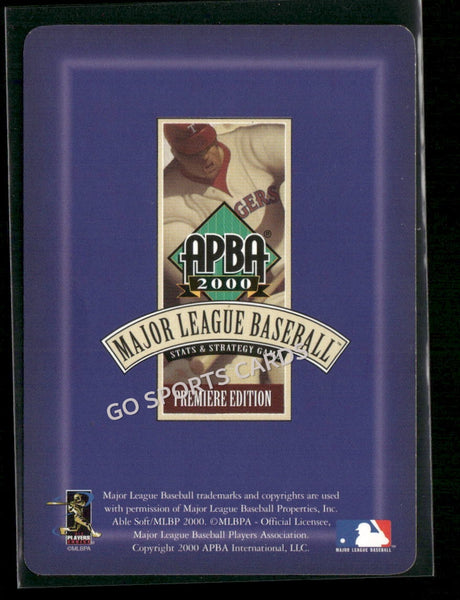 T
GERS
APBA®
2000
MAJOR LEAGUE BASEBALL™
STATS & STRATEGY GAME
GO SPORTS CARDS
PREMIERE EDITION
Major League Baseball trademarks and copyrights are used
with permission of Major League Baseball Properties, Inc.
Able Soft/MLBP 2000. ©MLBPA - Official Licensee,
Major League Baseball Players Association.
Copyright 2000 APBA International, LLC.
PLAYERS
CHOICE
©MLBPA
MAJOR LEAGUE BASEBALL